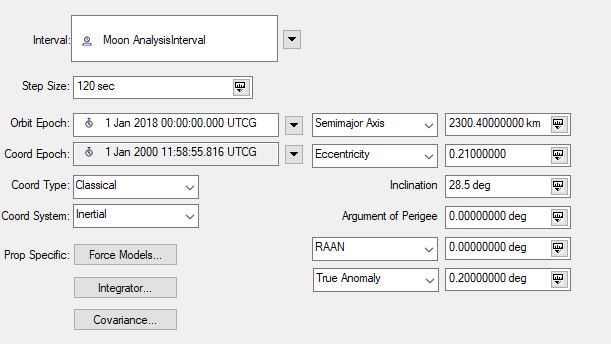 Interval: Moon AnalysisInterval
Step Size: 120 sec
Orbit Epoch: 1 Jan 2018 00:00:00.000 UTCG Semimajor Axis 2300.40000000 km
Coord Epoch: 1 Jan 2000 11:58:55.816 UTCG Eccentricity 0.21000000
Coord Type: Classical Inclination 28.5 deg
Coord System: Inertial Argument of Perigee 0.00000000 deg
Prop Specific: Force Models... RAAN 0.00000000 deg
Integrator... True Anomaly 0.20000000 deg
Covariance...